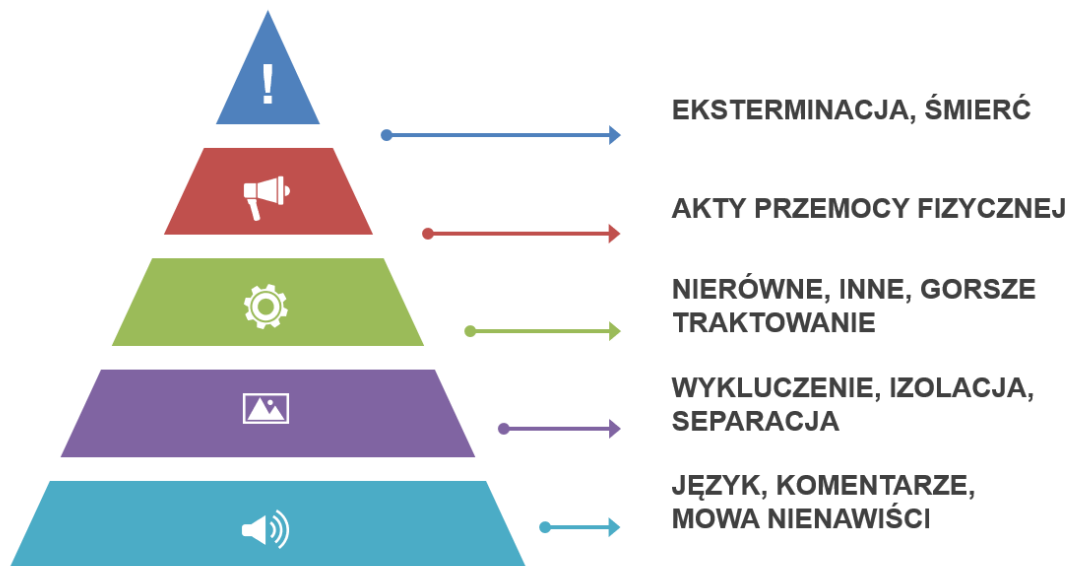 !
EKSTERMINACJA, ŚMIERĆ
AKTY PRZEMOCY FIZYCZNEJ
NIERÓWNE, INNE, GORSZE
TRAKTOWANIE
WYKLUCZENIE, IZOLACJA,
SEPARACJA
JĘZYK, KOMENTARZE,
MOWA NIENAWIŚCI